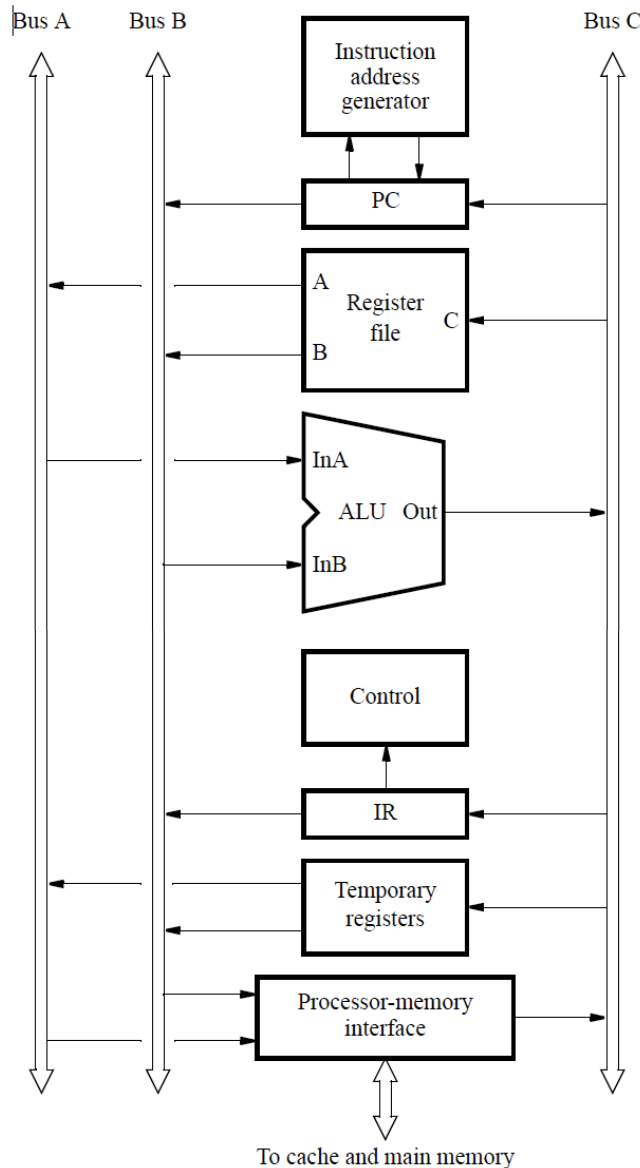 Bus A
Bus B
Bus C
Instruction
address
generator
PC
A
Register
file
C
B
InA
ALU
Out
InB
Control
IR
Temporary
registers
Processor-memory
interface
To cache and main memory